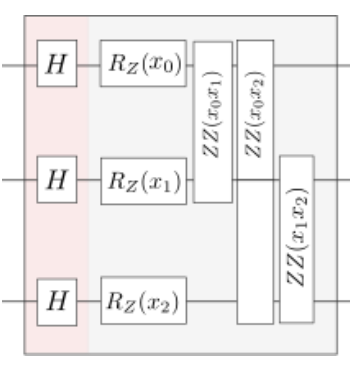 H R_Z(x_0) ZZ(x_0x_1) ZZ(x_0x_2)
H R_Z(x_1) ZZ(x_1x_2)
H R_Z(x_2)